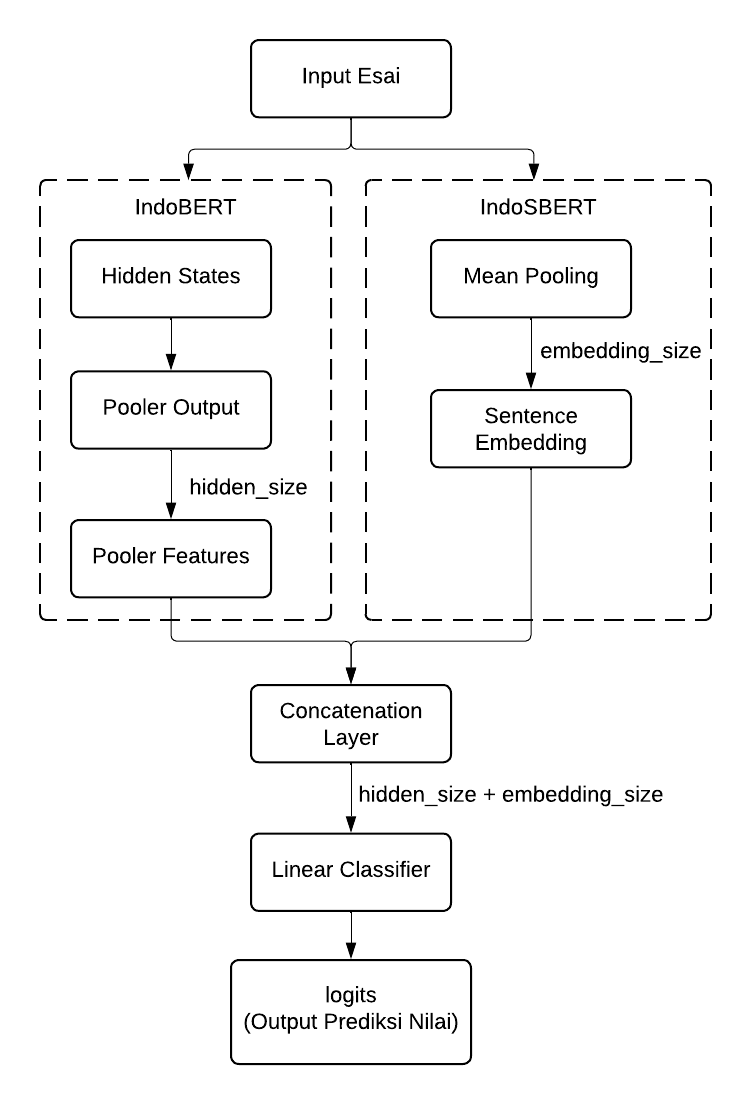 Input Esai
IndoBERT
Hidden States
Pooler Output
hidden_size
Pooler Features
IndoSBERT
Mean Pooling
embedding_size
Sentence
Embedding
Concatenation
Layer
hidden_size + embedding_size
Linear Classifier
logits
(Output Prediksi Nilai)